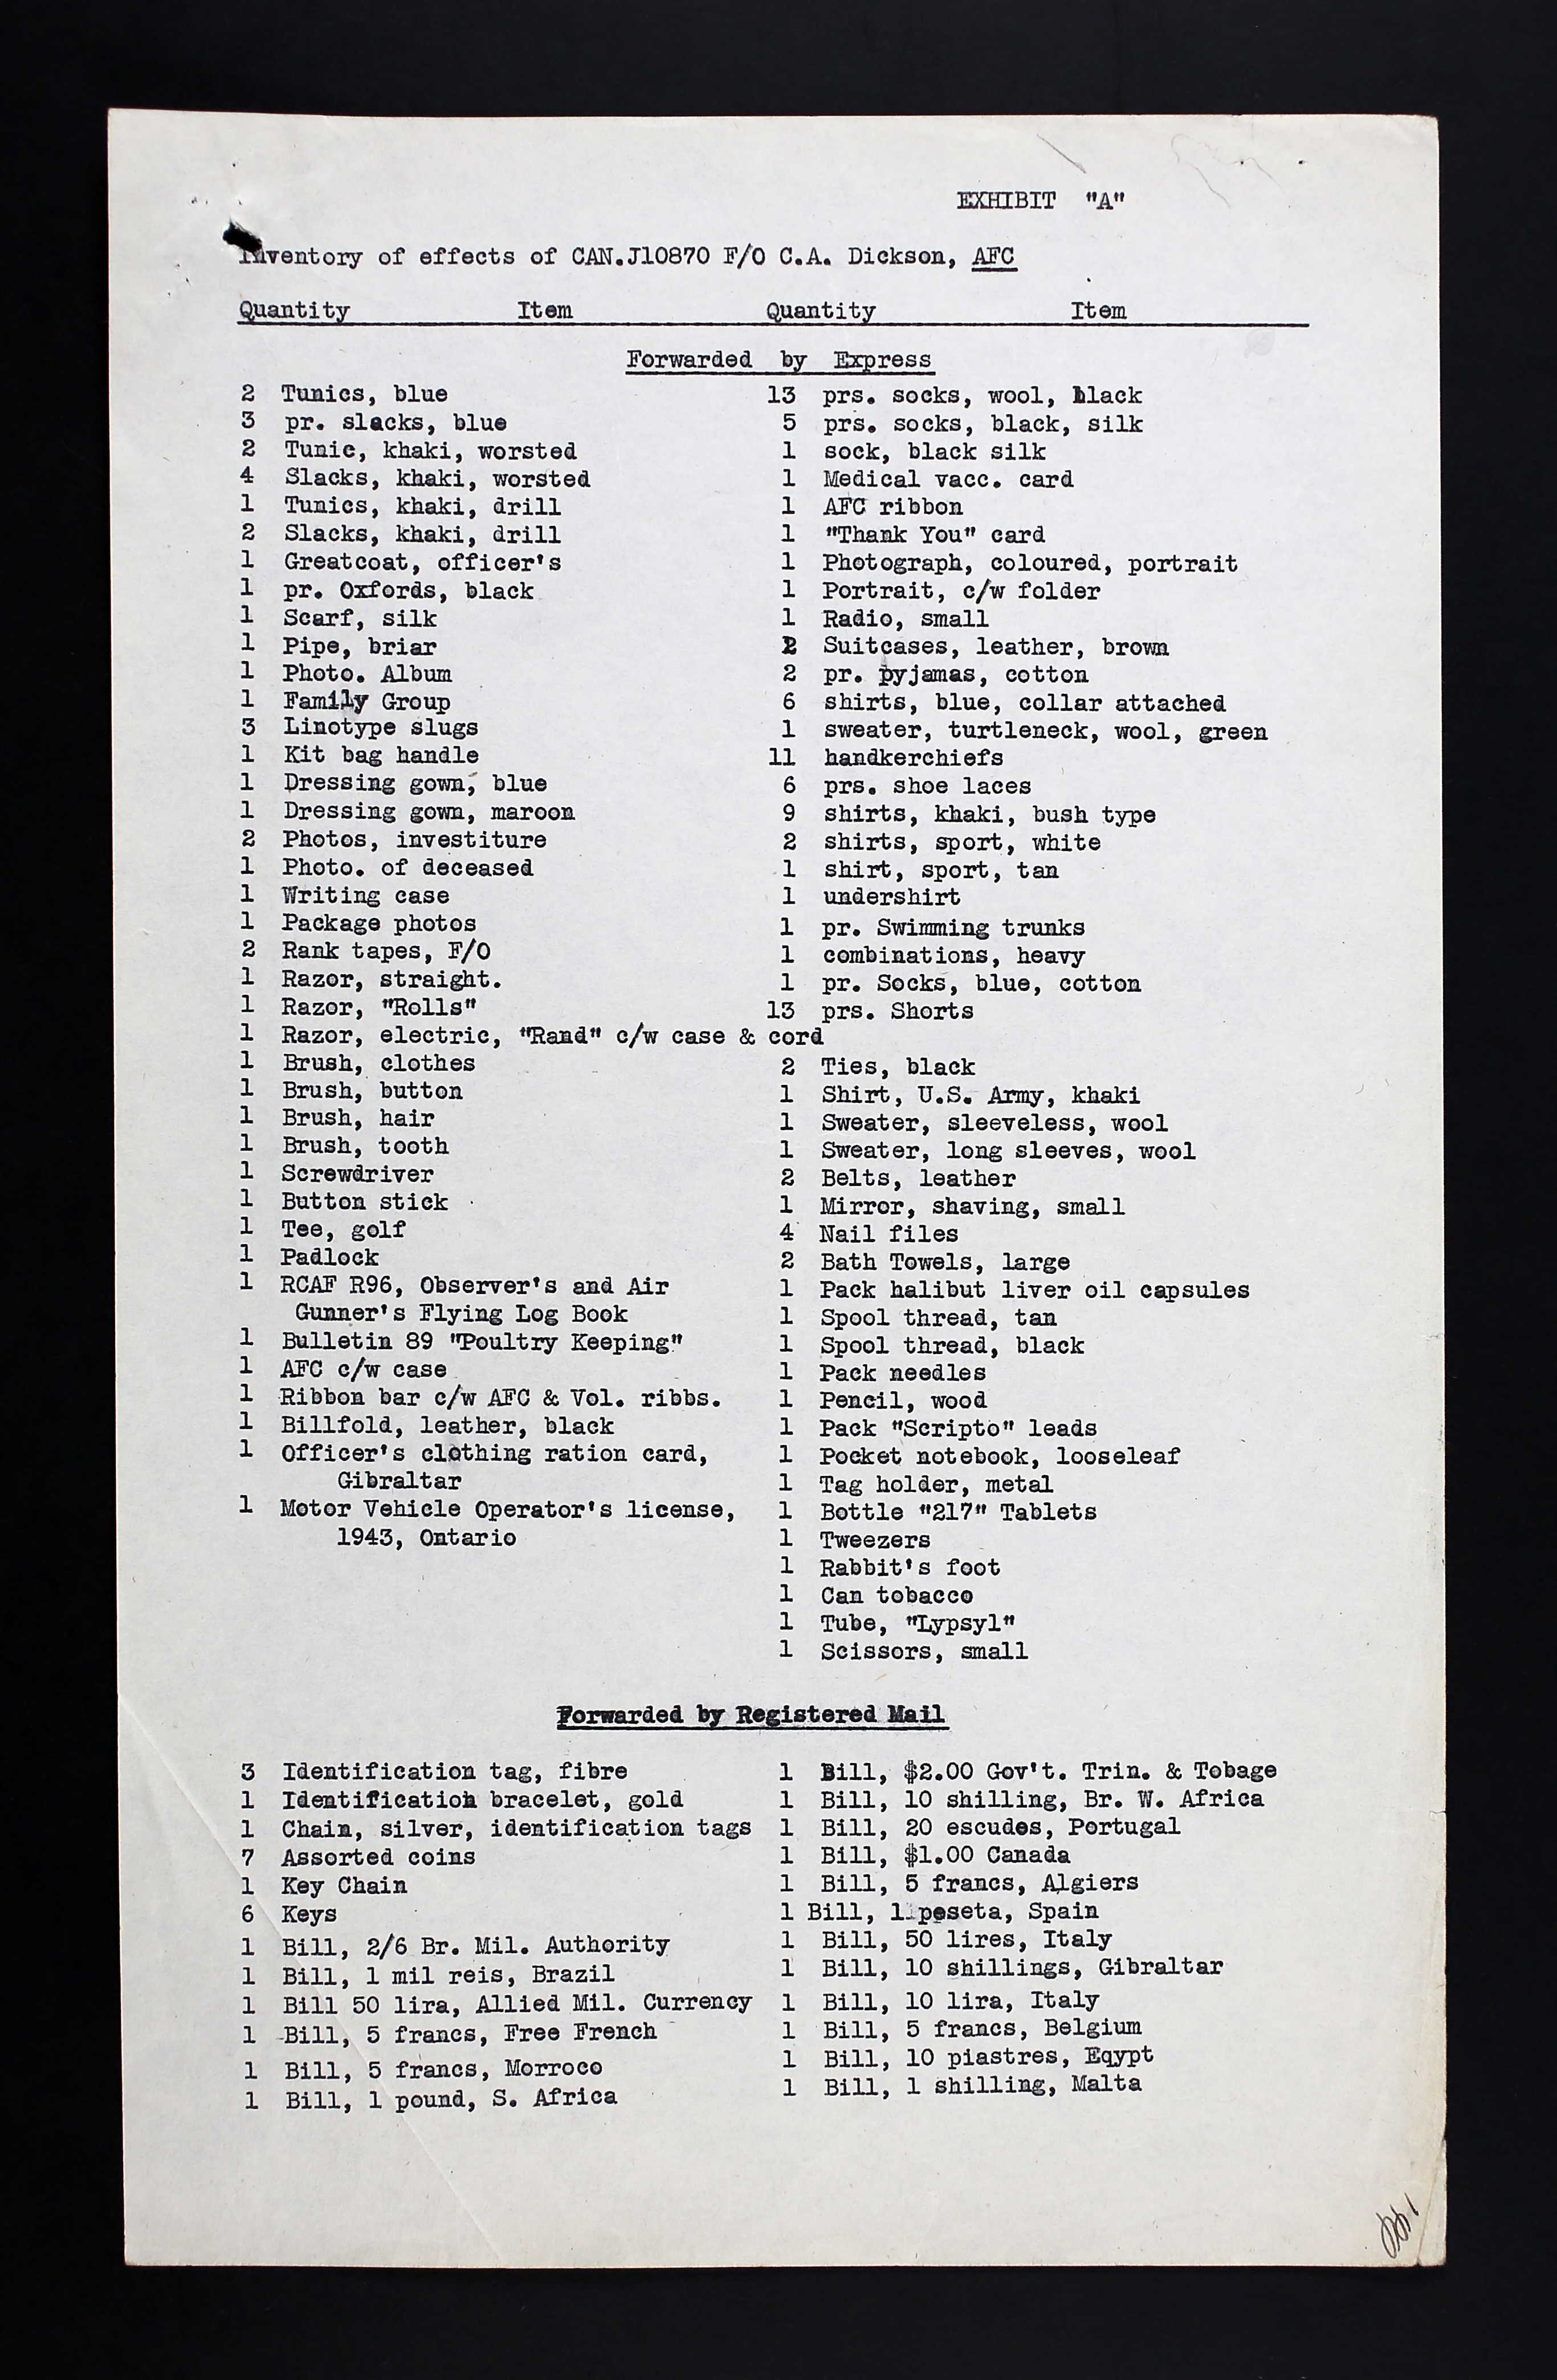 EXHIBIT "A"
Inventory of effects of CAN.J10870 F/O C.A. Dickson, AFC
Quantity Item Quantity Item
Forwarded by Express
2 Tunics, blue
3 pr. slacks, blue
2 Tunic, khaki, worsted
4 Slacks, khaki, worsted
1 Tunics, khaki, drill
2 Slacks, khaki, drill
1 Greatcoat, officer's
1 pr. Oxfords, black
1 Scarf, silk
1 Pipe, briar
1 Photo. Album
1 Family Group
3 Linotype slugs
1 Kit bag handle
1 Dressing gown, blue
1 Dressing gown, maroon
2 Photos, investiture
1 Photo. of deceased
1 Writing case
1 Package photos
2 Rank tapes, F/O
1 Razor, straight.
1 Razor, "Rolls"
1 Razor, electric, "Rand" c/w case & cord
1 Brush, clothes
1 Brush, button
1 Brush, hair
1 Brush, tooth
1 Screwdriver
1 Button stick
1 Tee, golf
1 Padlock
1 RCAF R96, Observer's and Air
Gunner's Flying Log Book
1 Bulletin 89 "Poultry Keeping"
1 AFC c/w case
1 Ribbon bar c/w AFC & Vol. ribbs.
1 Billfold, leather, black
1 Officer's clothing ration card,
Gibraltar
1 Motor Vehicle Operator's license,
1943, Ontario
13 prs. socks, wool, black
5 prs. socks, black, silk
1 sock, black silk
1 Medical vacc. card
1 AFC ribbon
1 "Thank You" card
1 Photograph, coloured, portrait
1 Portrait, c/w folder
1 Radio, small
2 Suitcases, leather, brown
2 pr. pyjamas, cotton
6 shirts, blue, collar attached
1 sweater, turtleneck, wool, green
11 handkerchiefs
6 prs. shoe laces
9 shirts, khaki, bush type
2 shirts, sport, white
1 shirt, sport, tan
1 undershirt
1 pr. Swimming trunks
1 combinations, heavy
1 pr. Socks, blue, cotton
13 prs. Shorts
2 Ties, black
1 Shirt, U.S. Army, khaki
1 Sweater, sleeveless, wool
1 Sweater, long sleeves, wool
2 Belts, leather
1 Mirror, shaving, small
4 Nail files
2 Bath Towels, large
1 Pack halibut liver oil capsules
1 Spool thread, tan
1 Spool thread, black
1 Pack needles
1 Pencil, wood
1 Pack "Scripto" leads
1 Pocket notebook, looseleaf
1 Tag holder, metal
1 Bottle "217" Tablets
1 Tweezers
1 Rabbit's foot
1 Can tobacco
1 Tube, "Lypsyl"
1 Scissors, small
Forwarded by Registered Mail
3 Identification tag, fibre
1 Identification bracelet, gold
1 Chain, silver, identification tags
7 Assorted coins
1 Key Chain
6 Keys
1 Bill, 2/6 Br. Mil. Authority
1 Bill, 1 mil reis, Brazil
1 Bill 50 lira, Allied Mil. Currency
1 Bill, 5 francs, Free French
1 Bill, 5 francs, Morroco
1 Bill, 1 pound, S. Africa
1 Bill, $2.00 Gov't. Trin. & Tobage
1 Bill, 10 shilling, Br. W. Africa
1 Bill, 20 escudes, Portugal
1 Bill, $1.00 Canada
1 Bill, 5 francs, Algiers
1 Bill, 1 peseta, Spain
1 Bill, 50 lires, Italy
1 Bill, 10 shillings, Gibraltar
1 Bill, 10 lira, Italy
1 Bill, 5 francs, Belgium
1 Bill, 10 piastres, Eqypt
1 Bill, 1 shilling, Malta